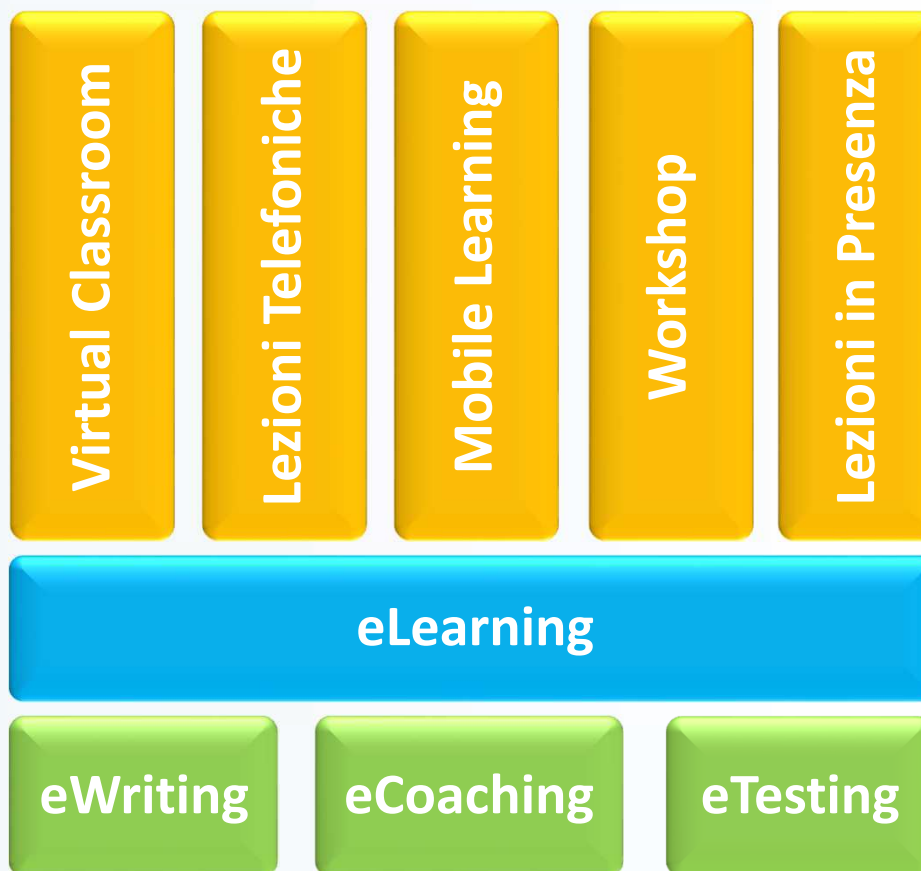 Virtual Classroom
Lezioni Telefoniche
Mobile Learning
Workshop
Lezioni in Presenza
eLearning
eWriting
eCoaching
eTesting